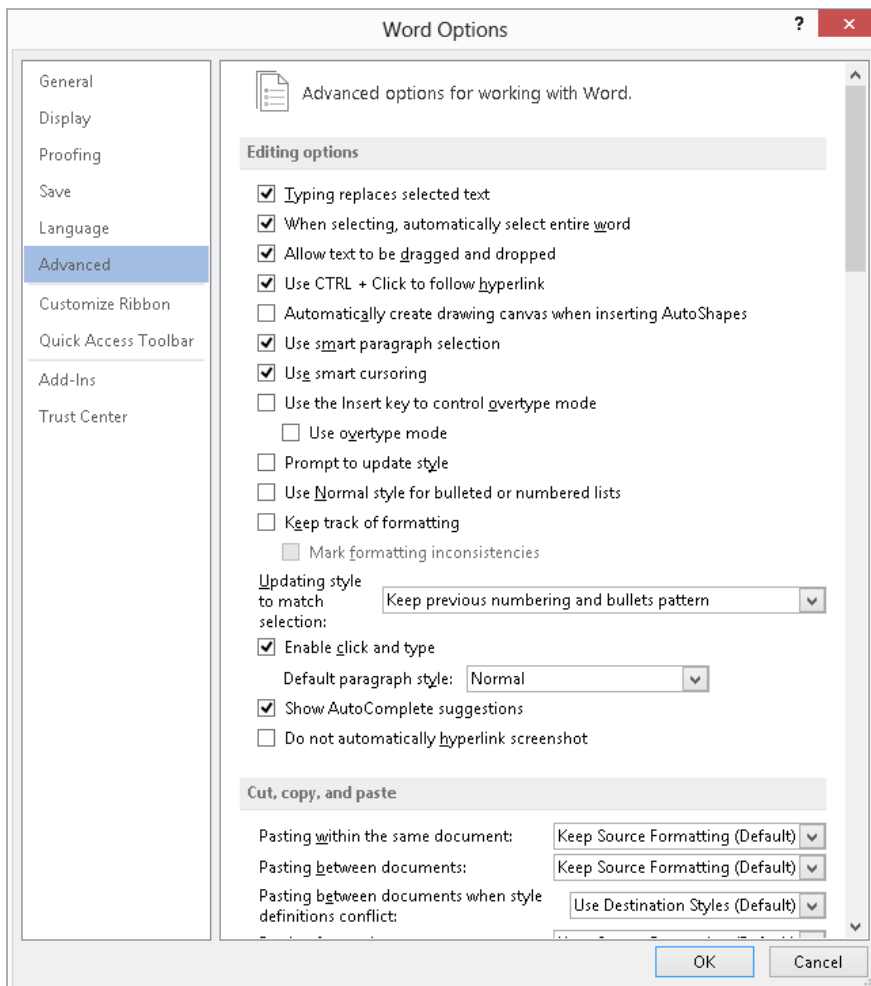 Word Options
?
General
Display
Proofing
Save
Language
Advanced
Customize Ribbon
Quick Access Toolbar
Add-Ins
Trust Center
Advanced options for working with Word.
Editing options
Typing replaces selected text
When selecting, automatically select entire word
Allow text to be dragged and dropped
Use CTRL + Click to follow hyperlink
Automatically create drawing canvas when inserting AutoShapes
Use smart paragraph selection
Use smart cursoring
Use the Insert key to control overtype mode
Use overtype mode
Prompt to update style
Use Normal style for bulleted or numbered lists
Keep track of formatting
Mark formatting inconsistencies
Updating style
to match
selection:
Keep previous numbering and bullets pattern
Enable click and type
Default paragraph style: Normal
Show AutoComplete suggestions
Do not automatically hyperlink screenshot
Cut, copy, and paste
Pasting within the same document: Keep Source Formatting (Default)
Pasting between documents: Keep Source Formatting (Default)
Pasting between documents when style
definitions conflict:
Use Destination Styles (Default)
OK
Cancel